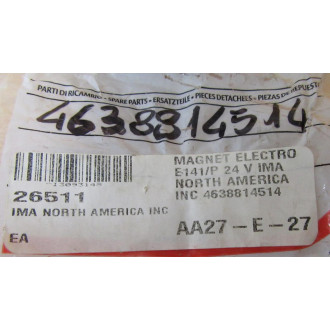 PARTI DI RICAMBIO - SPARE PARTS - ERSATZTEILE - PIECES DETACHEES - PIEZAS DE REPUEST
4638814514
MAGNET ELECTRO
E141/P 24 V IMA
NORTH AMERICA
INC 4638814514
26511
IMA NORTH AMERICA INC
AA27-E-27
EA